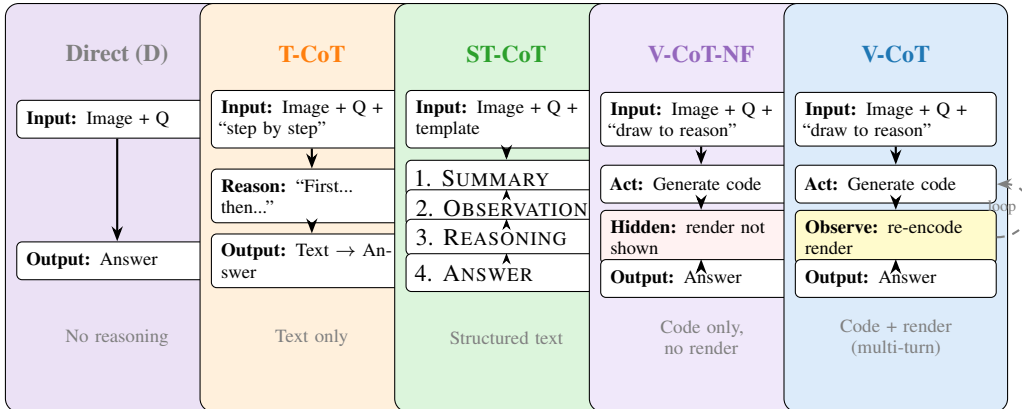 Direct (D)
Input: Image + Q
Output: Answer
No reasoning
T-CoT
Input: Image + Q +
“step by step”
Reason: “First...
then...”
Output: Text → An-
swer
Text only
ST-CoT
Input: Image + Q +
template
1. SUMMARY
2. OBSERVATION
3. REASONING
4. ANSWER
Structured text
V-CoT-NF
Input: Image + Q +
“draw to reason”
Act: Generate code
Hidden: render not
shown
Output: Answer
Code only,
no render
V-CoT
Input: Image + Q +
“draw to reason”
Act: Generate code
loop
Observe: re-encode
render
Output: Answer
Code + render
(multi-turn)